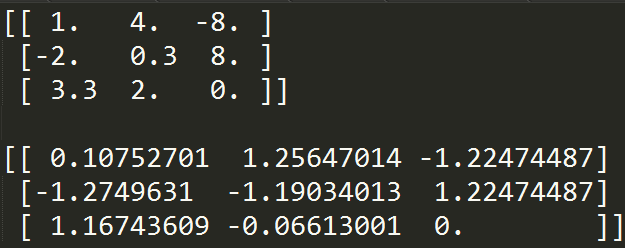 [[ 1.   4.  -8. ]
 [-2.   0.3  8. ]
 [ 3.3  2.   0. ]]
[[ 0.10752701  1.25647014 -1.22474487]
 [-1.2749631  -1.19034013  1.22474487]
 [ 1.16743609 -0.06613001  0.        ]]